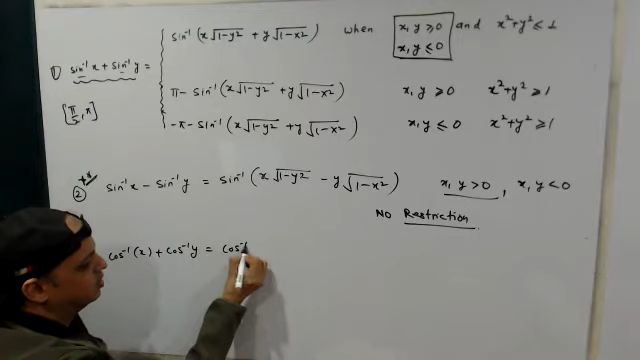 sin⁻¹(x√1-y² + y√1-x²) when x, y ≥ 0 and x²+y² ≤ 1
x, y ≤ 0
1) sin⁻¹x + sin⁻¹y =
π - sin⁻¹(x√1-y² + y√1-x²) x, y ≥ 0 x²+y² ≥ 1
-π - sin⁻¹(x√1-y² + y√1-x²) x, y ≤ 0 x²+y² ≥ 1
2) sin⁻¹x - sin⁻¹y = sin⁻¹(x√1-y² - y√1-x²) x, y > 0, x, y < 0
NO Restriction
cos⁻¹(x) + cos⁻¹y = cos⁻¹